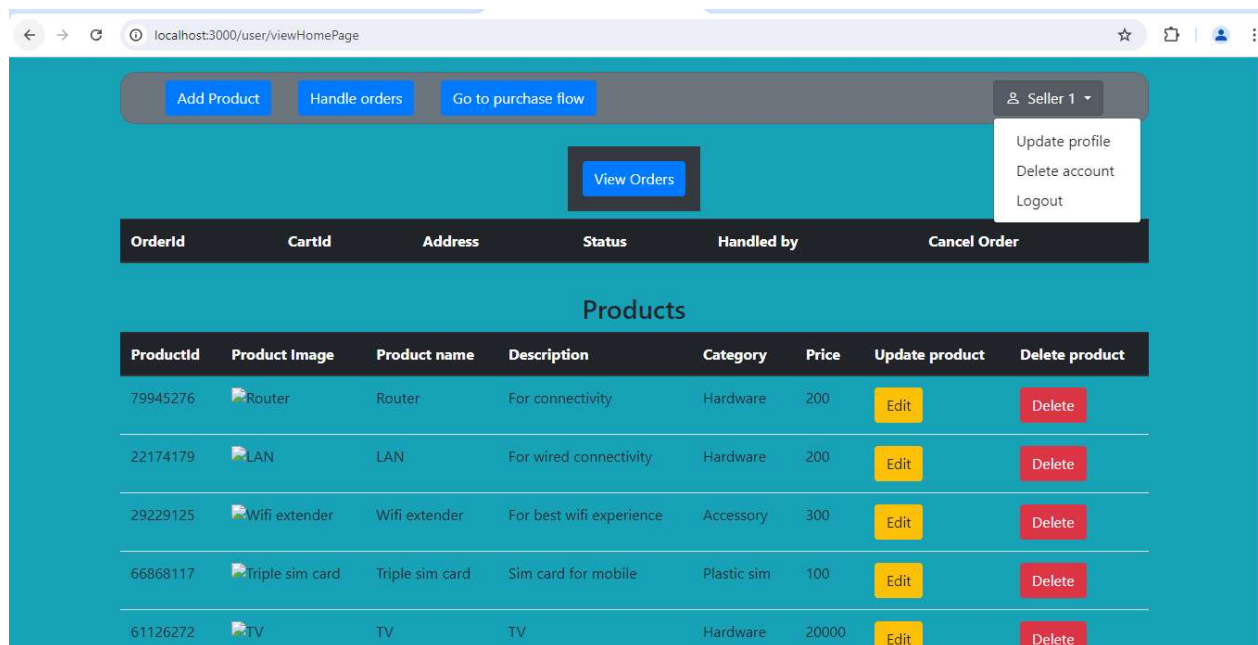 localhost:3000/user/viewHomePage
Add Product Handle orders Go to purchase flow Seller 1
Update profile
Delete account
Logout
View Orders
OrderId CartId Address Status Handled by Cancel Order
Products
ProductId Product Image Product name Description Category Price Update product Delete product
79945276 Router Router For connectivity Hardware 200 Edit Delete
22174179 LAN LAN For wired connectivity Hardware 200 Edit Delete
29229125 Wifi extender Wifi extender For best wifi experience Accessory 300 Edit Delete
66868117 Triple sim card Triple sim card Sim card for mobile Plastic sim 100 Edit Delete
61126272 TV TV TV Hardware 20000 Edit Delete